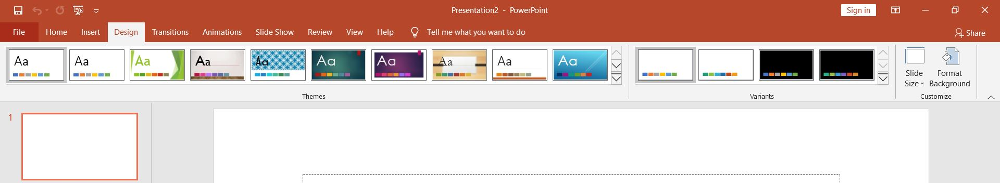 Presentation2 - PowerPoint
Sign in
File Home Insert Design Transitions Animations Slide Show Review View Help Tell me what you want to do Share
Aa Aa Aa Aa Aa Aa Aa Aa Aa Aa
Slide Size
Format Background
Themes
Variants
Customize
1